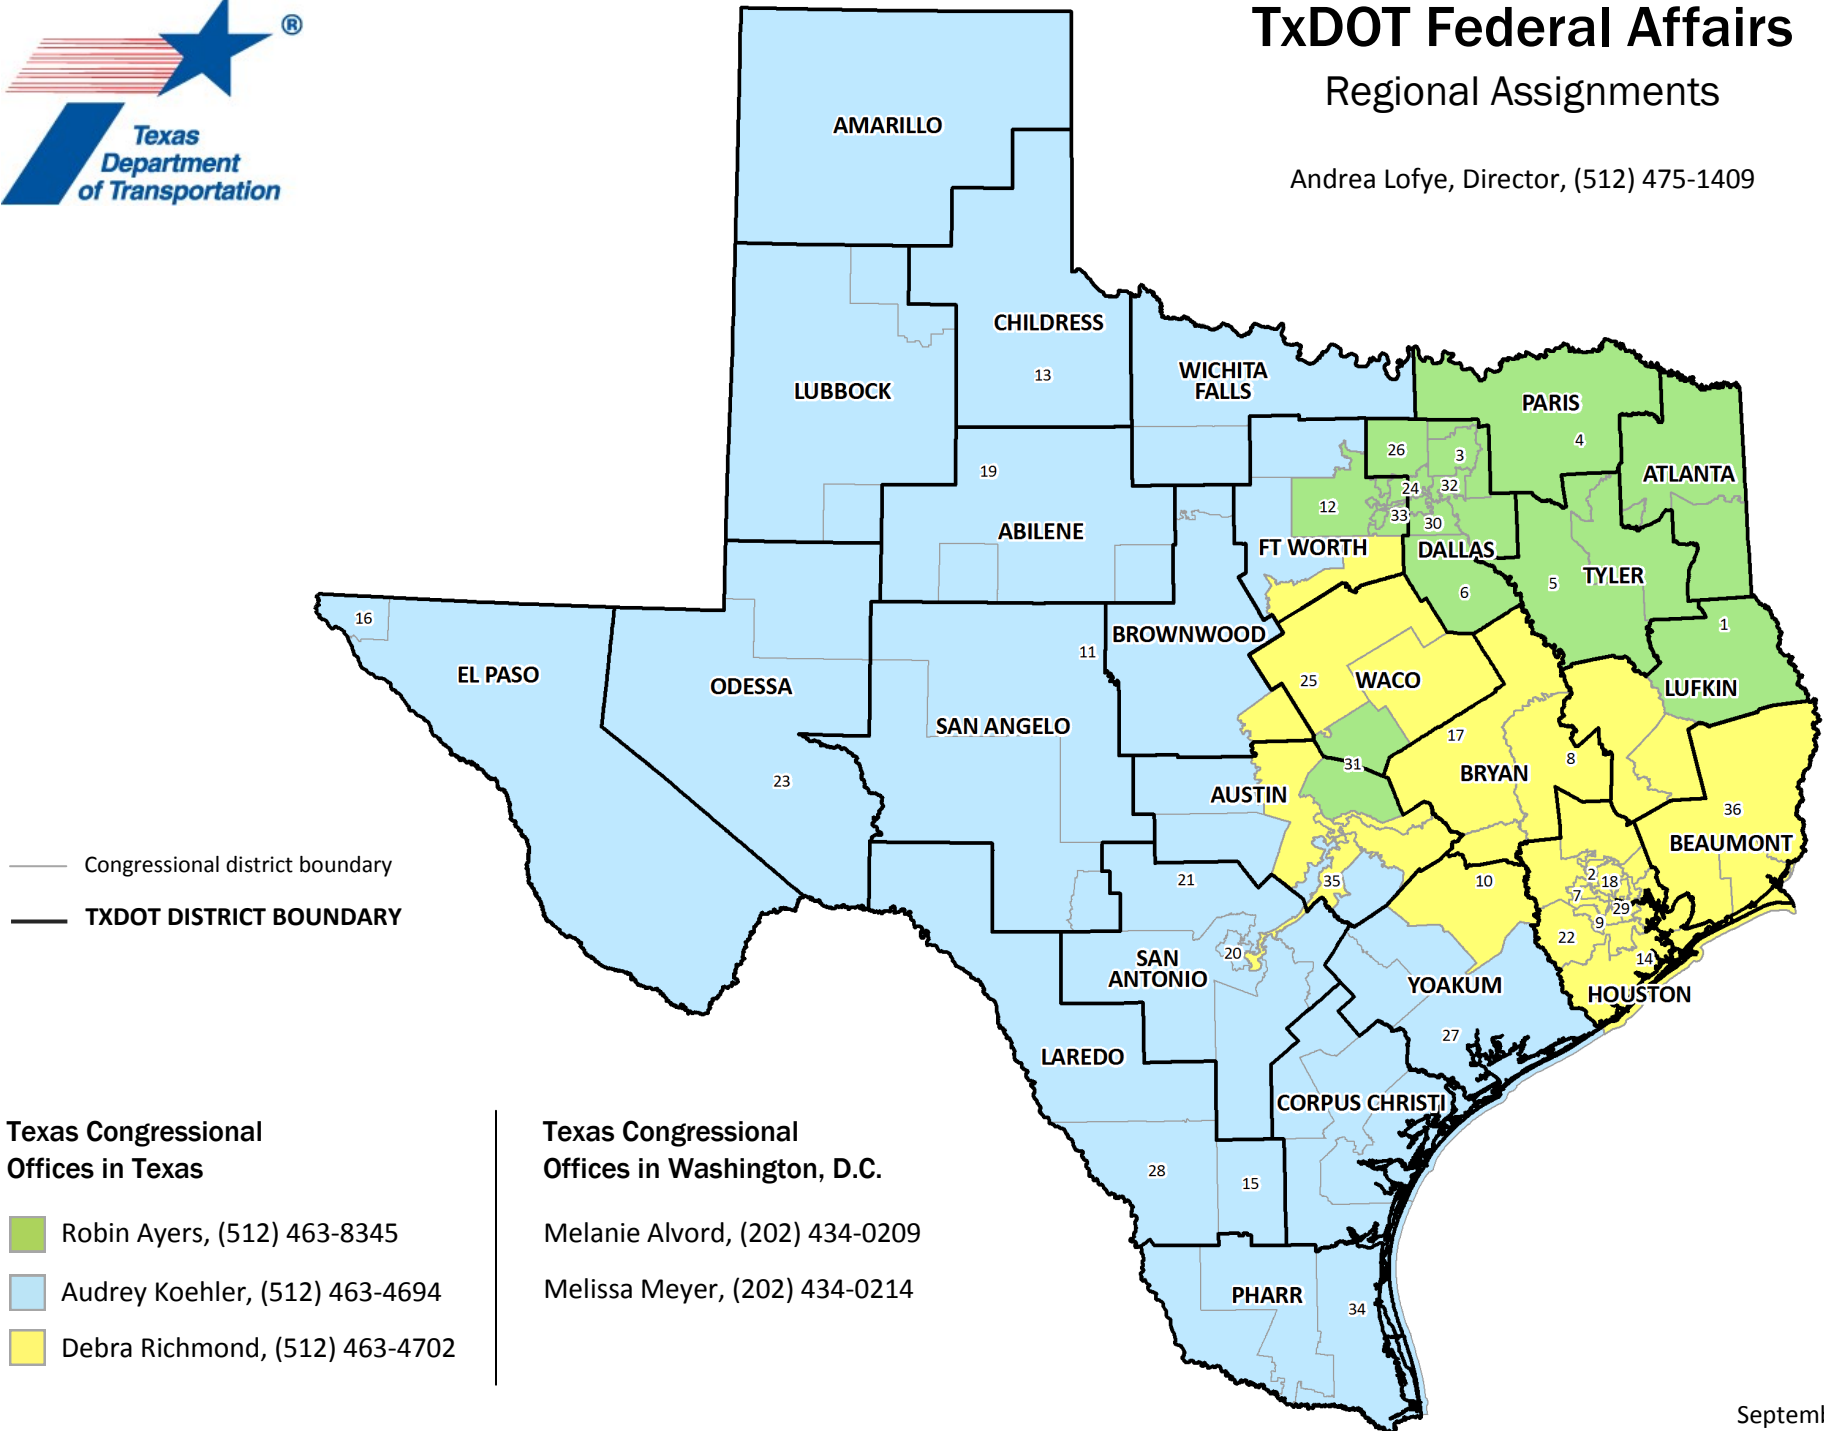 ®
Texas
Department
of Transportation
TxDOT Federal Affairs
Regional Assignments
Andrea Lofye, Director, (512) 475-1409
AMARILLO
CHILDRESS
13
WICHITA
FALLS
LUBBOCK
PARIS
4
26
3
19
ATLANTA
24
32
12
33
30
ABILENE
FT WORTH
DALLAS
5
TYLER
6
16
1
BROWNWOOD
11
EL PASO
ODESSA
25
WACO
LUFKIN
SAN ANGELO
17
31
8
BRYAN
23
AUSTIN
36
BEAUMONT
Congressional district boundary
TXDOT DISTRICT BOUNDARY
21
35
10
2
18
7
29
9
22
20
14
SAN
ANTONIO
YOAKUM
HOUSTON
27
LAREDO
CORPUS CHRISTI
28
15
PHARR
34
Texas Congressional
Offices in Texas
Robin Ayers, (512) 463-8345
Audrey Koehler, (512) 463-4694
Debra Richmond, (512) 463-4702
Texas Congressional
Offices in Washington, D.C.
Melanie Alvord, (202) 434-0209
Melissa Meyer, (202) 434-0214